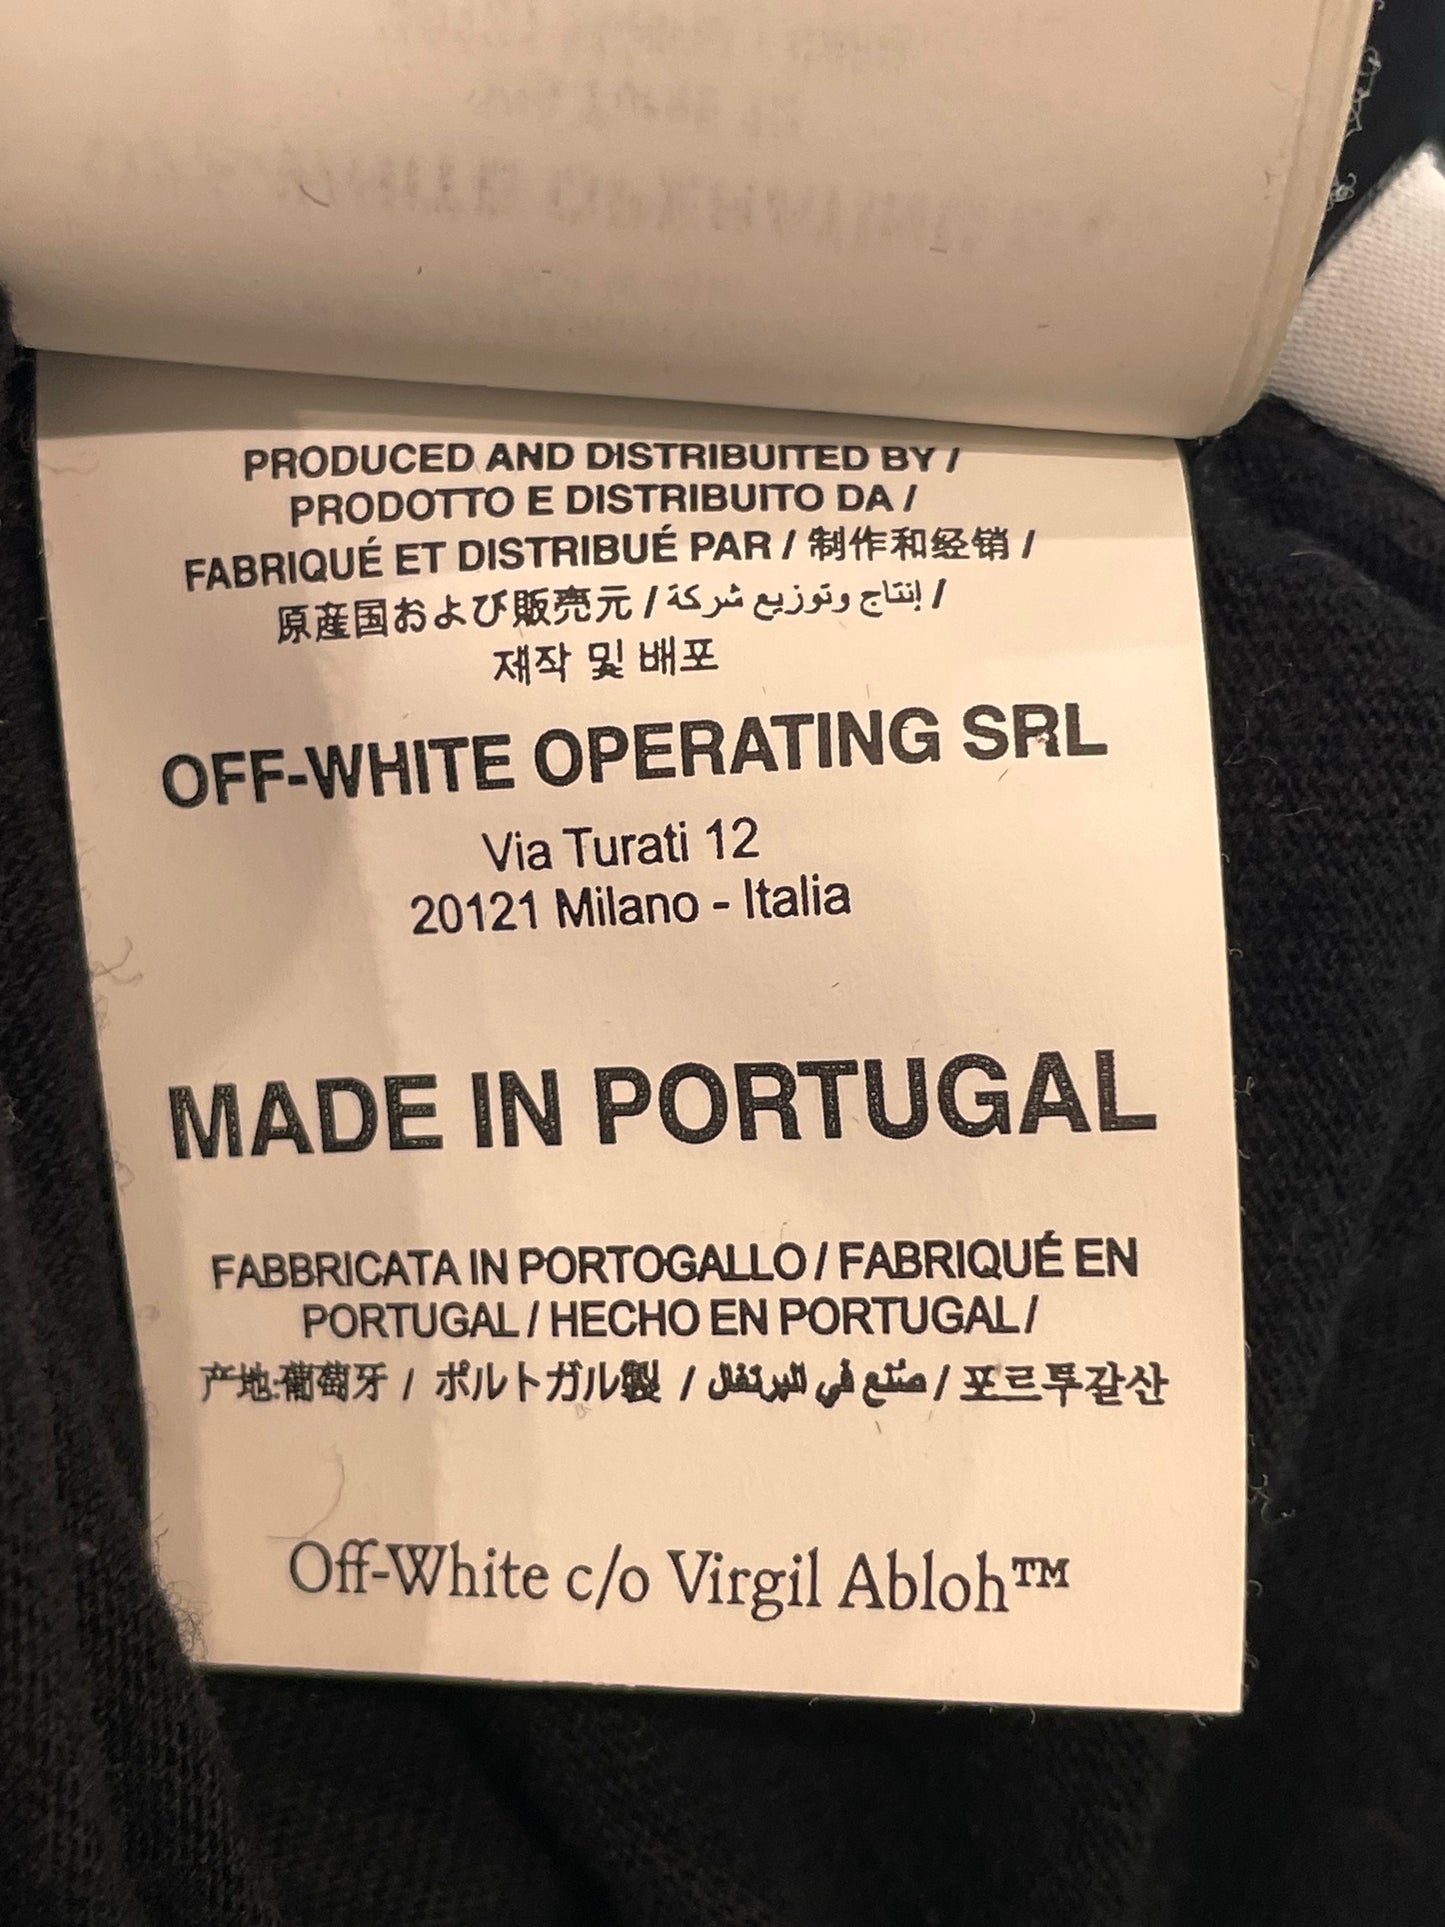 PRODUCED AND DISTRIBUITED BY /
PRODOTTO E DISTRIBUITO DA /
FABRIQUÉ ET DISTRIBUÉ PAR / 制作和经销 /
原産国および販売元 / إنتاج وتوزيع شركة /
재작 및 배포
OFF-WHITE OPERATING SRL
Via Turati 12
20121 Milano - Italia
MADE IN PORTUGAL
FABBRICATA IN PORTOGALLO / FABRIQUÉ EN
PORTUGAL / HECHO EN PORTUGAL /
产地:葡萄牙 / ポルトガル製 / صنع في البرتغال / 포르투갈산
Off-White c/o Virgil Abloh™